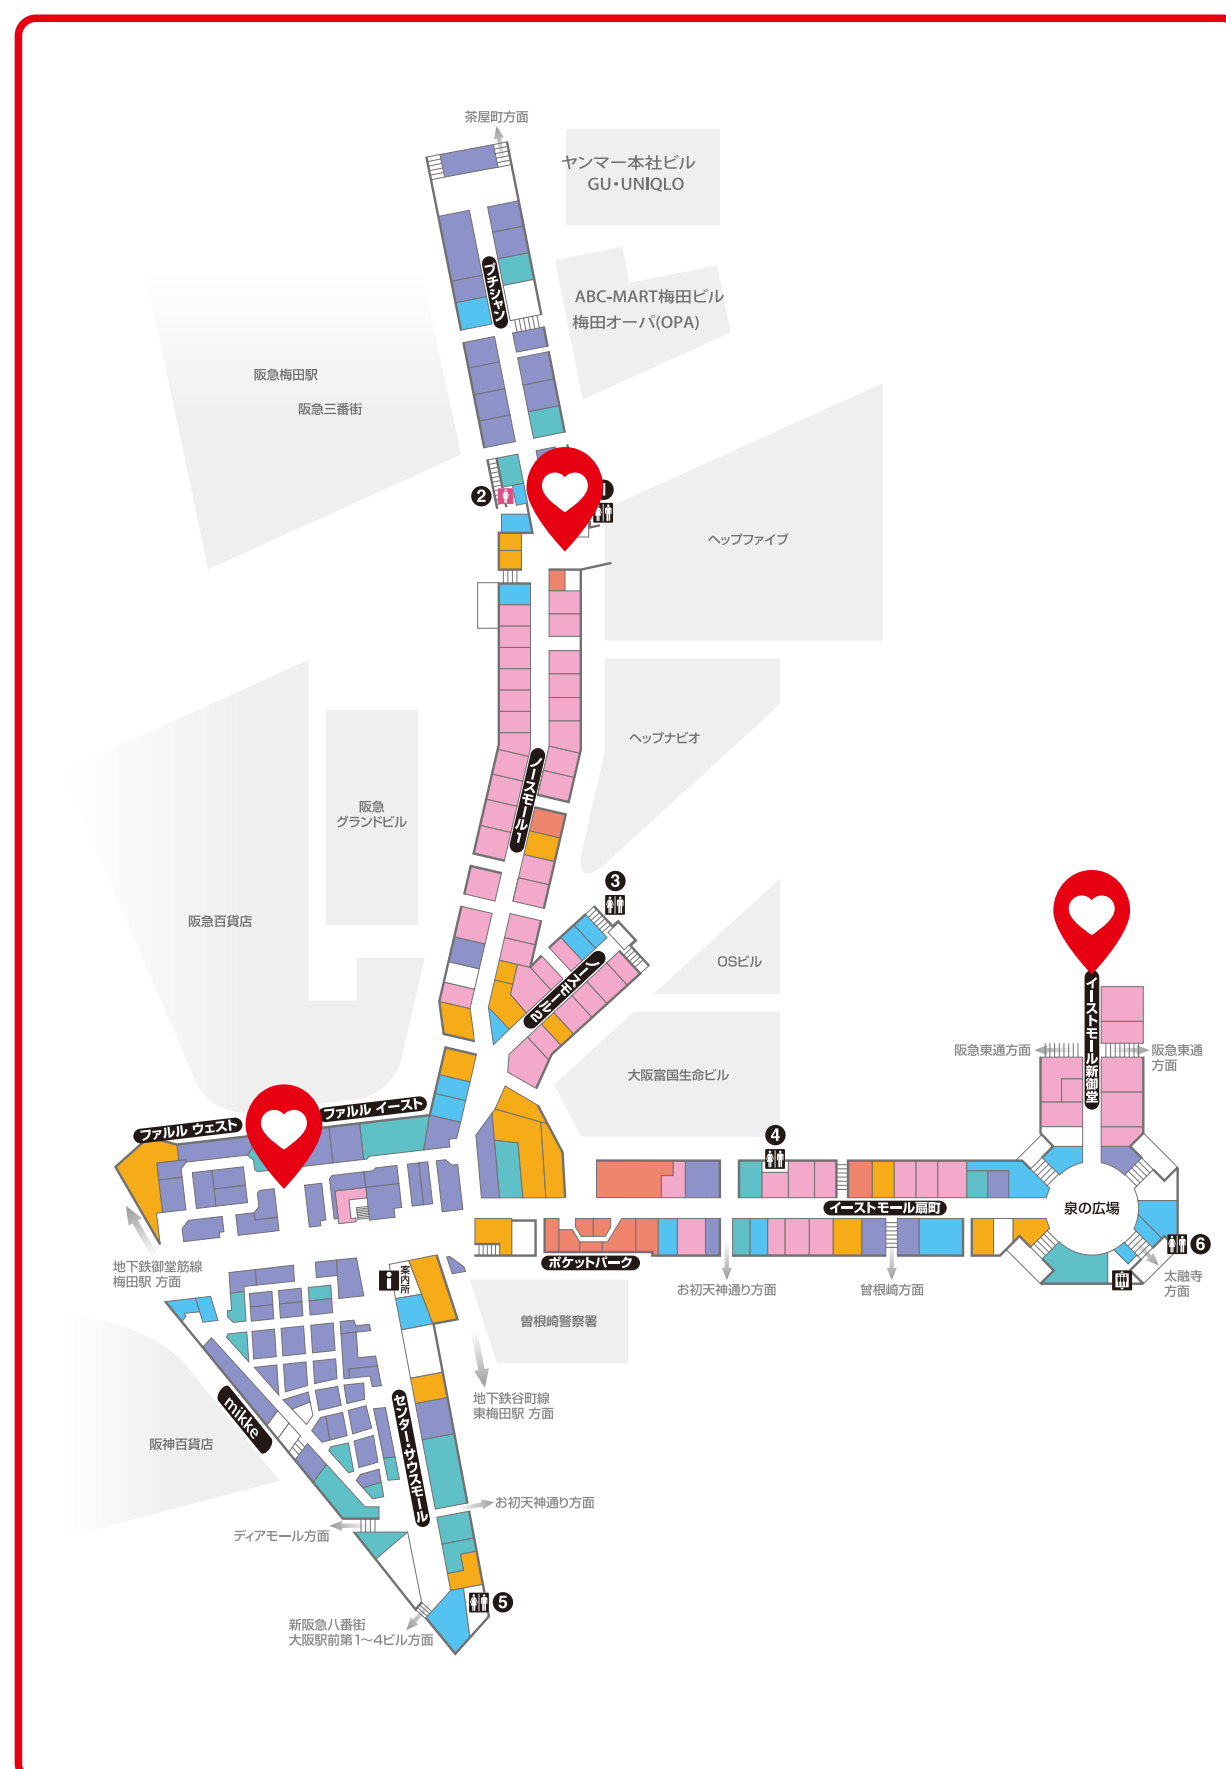 茶屋町方面
ヤンマー本社ビル
GU・UNIQLO
プチシャン
ABC-MART梅田ビル
梅田オーパ(OPA)
阪急梅田駅
阪急三番街
2
1
ヘップファイブ
ヘップナビオ
ノースモール1
阪急
グランドビル
阪急百貨店
3
ノースモール2
OSビル
大阪富国生命ビル
イーストモール新御堂
阪急東通方面
阪急東通
方面
ファルル ウェスト
ファルル イースト
4
イーストモール扇町
泉の広場
6
太融寺
方面
地下鉄御堂筋線
梅田駅 方面
案内所
ポケットパーク
お初天神通り方面
曽根崎方面
曽根崎警察署
地下鉄谷町線
東梅田駅 方面
mikke
センター・サウスモール
阪神百貨店
お初天神通り方面
ディアモール方面
5
新阪急八番街
大阪駅前第1〜4ビル方面